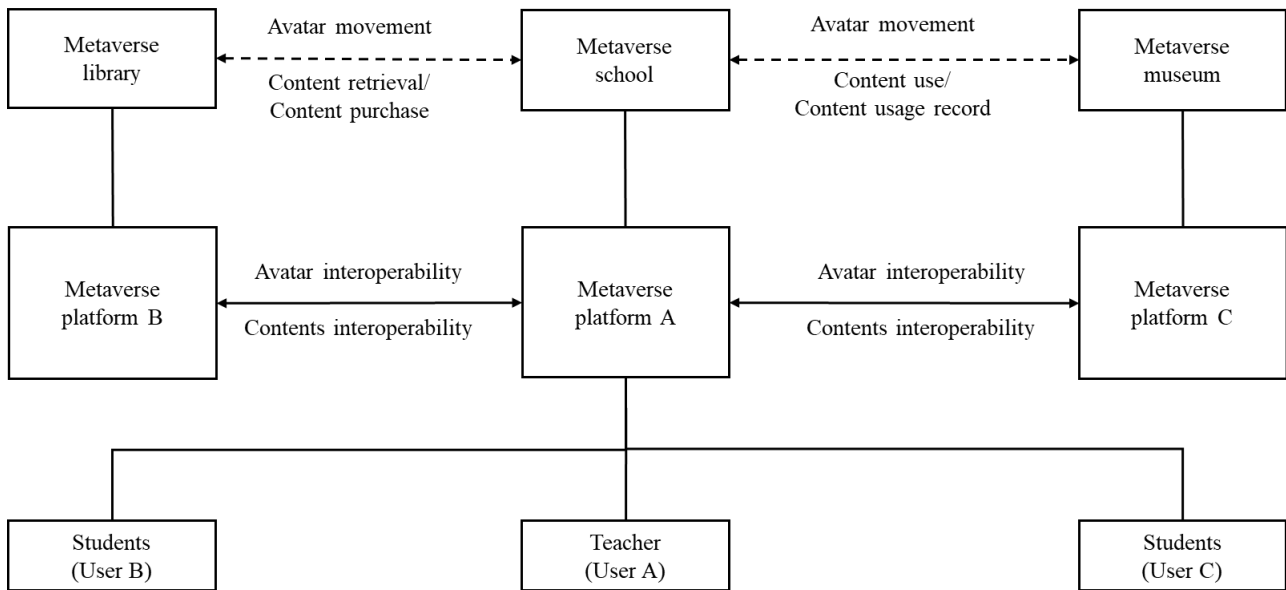 Metaverse
library
Avatar movement
Content retrieval/
Content purchase
Metaverse
school
Avatar movement
Content use/
Content usage record
Metaverse
museum
Metaverse
platform B
Avatar interoperability
Contents interoperability
Metaverse
platform A
Avatar interoperability
Contents interoperability
Metaverse
platform C
Students
(User B)
Teacher
(User A)
Students
(User C)